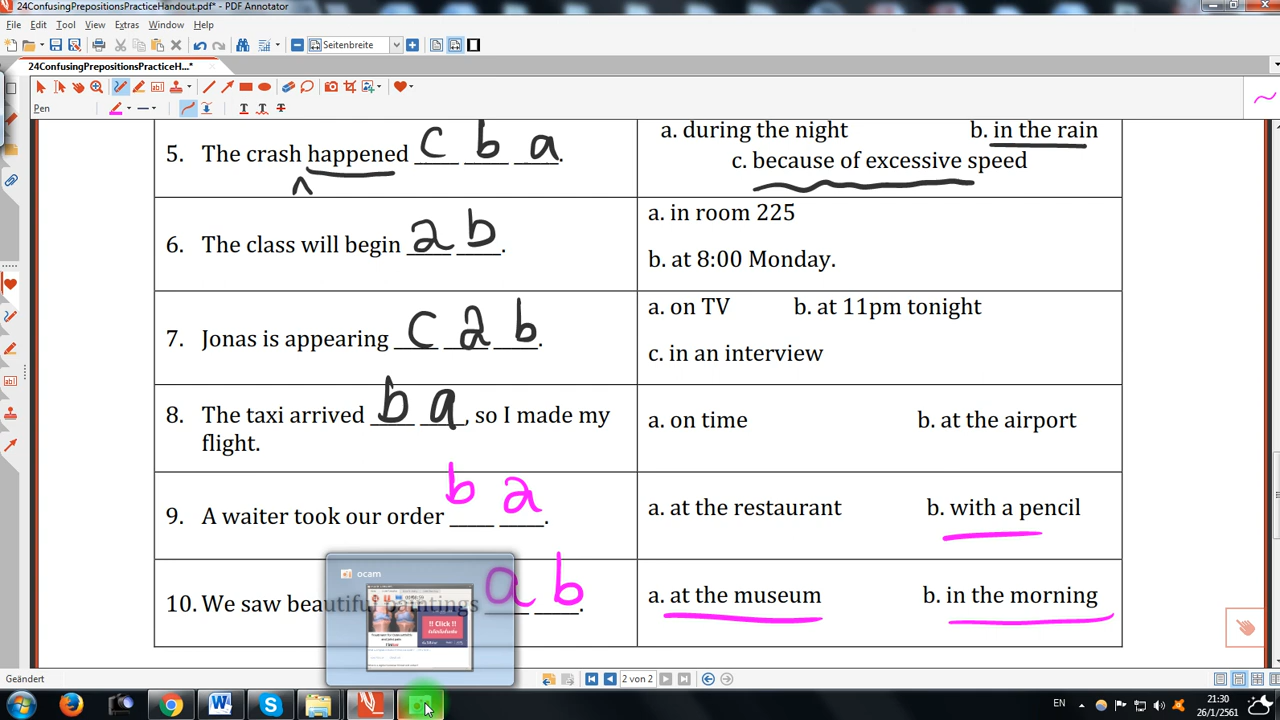 24ConfusingPrepositionsPracticeHandout.pdf* - PDF Annotator
File Edit View Tool Extras Window Help
Seitenbreite
24ConfusingPrepositionsPracticeH...*
Pen
5. The crash happened c b a.
a. during the night b. in the rain
c. because of excessive speed
6. The class will begin a b.
a. in room 225
b. at 8:00 Monday.
7. Jonas is appearing c a b.
a. on TV b. at 11pm tonight
c. in an interview
8. The taxi arrived b a, so I made my
flight.
a. on time b. at the airport
9. A waiter took our order b a.
a. at the restaurant b. with a pencil
ocam
!! Click !!
10. We saw beautiful paintings a b.
a. at the museum b. in the morning
Geändert
2 von 2
EN
21:30
26/1/2561